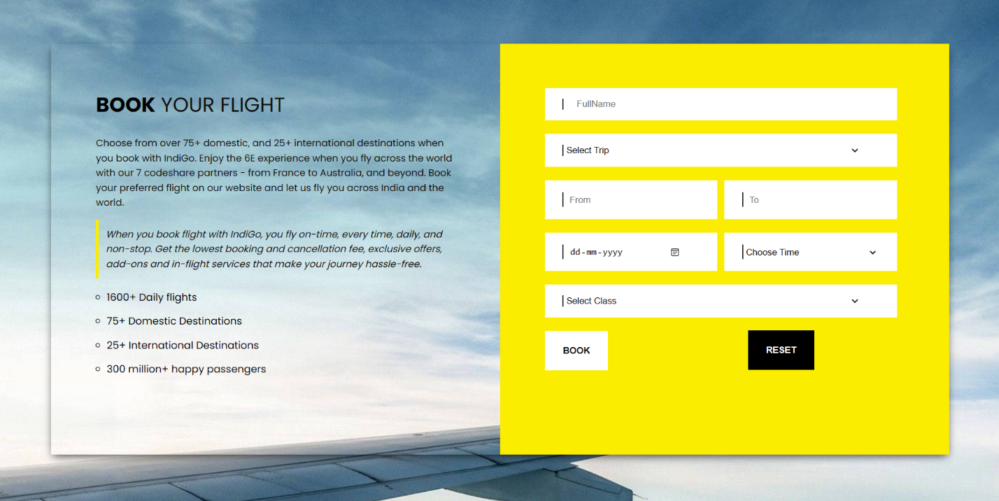 BOOK YOUR FLIGHT
Choose from over 75+ domestic, and 25+ international destinations when
you book with IndiGo. Enjoy the 6E experience when you fly across the world
with our 7 codeshare partners - from France to Australia, and beyond. Book
your preferred flight on our website and let us fly you across India and the
world.
When you book flight with IndiGo, you fly on-time, every time, daily, and
non-stop. Get the lowest booking and cancellation fee, exclusive offers,
add-ons and in-flight services that make your journey hassle-free.
1600+ Daily flights
75+ Domestic Destinations
25+ International Destinations
300 million+ happy passengers
FullName
Select Trip
From
To
dd-mm-yyyy
Choose Time
Select Class
BOOK
RESET